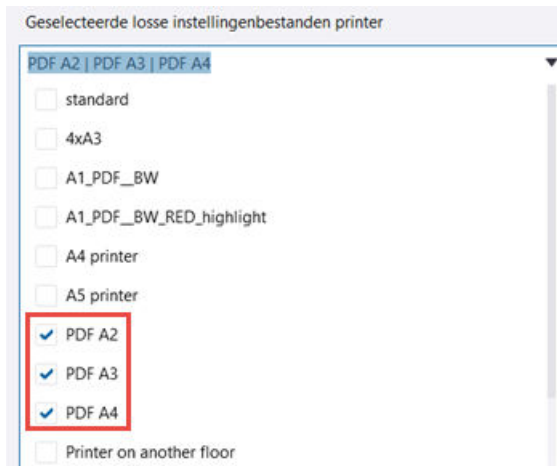 Geselecteerde losse instellingenbestanden printer
PDF A2 | PDF A3 | PDF A4
standard
4xA3
A1_PDF__BW
A1_PDF__BW_RED_highlight
A4 printer
A5 printer
PDF A2
PDF A3
PDF A4
Printer on another floor